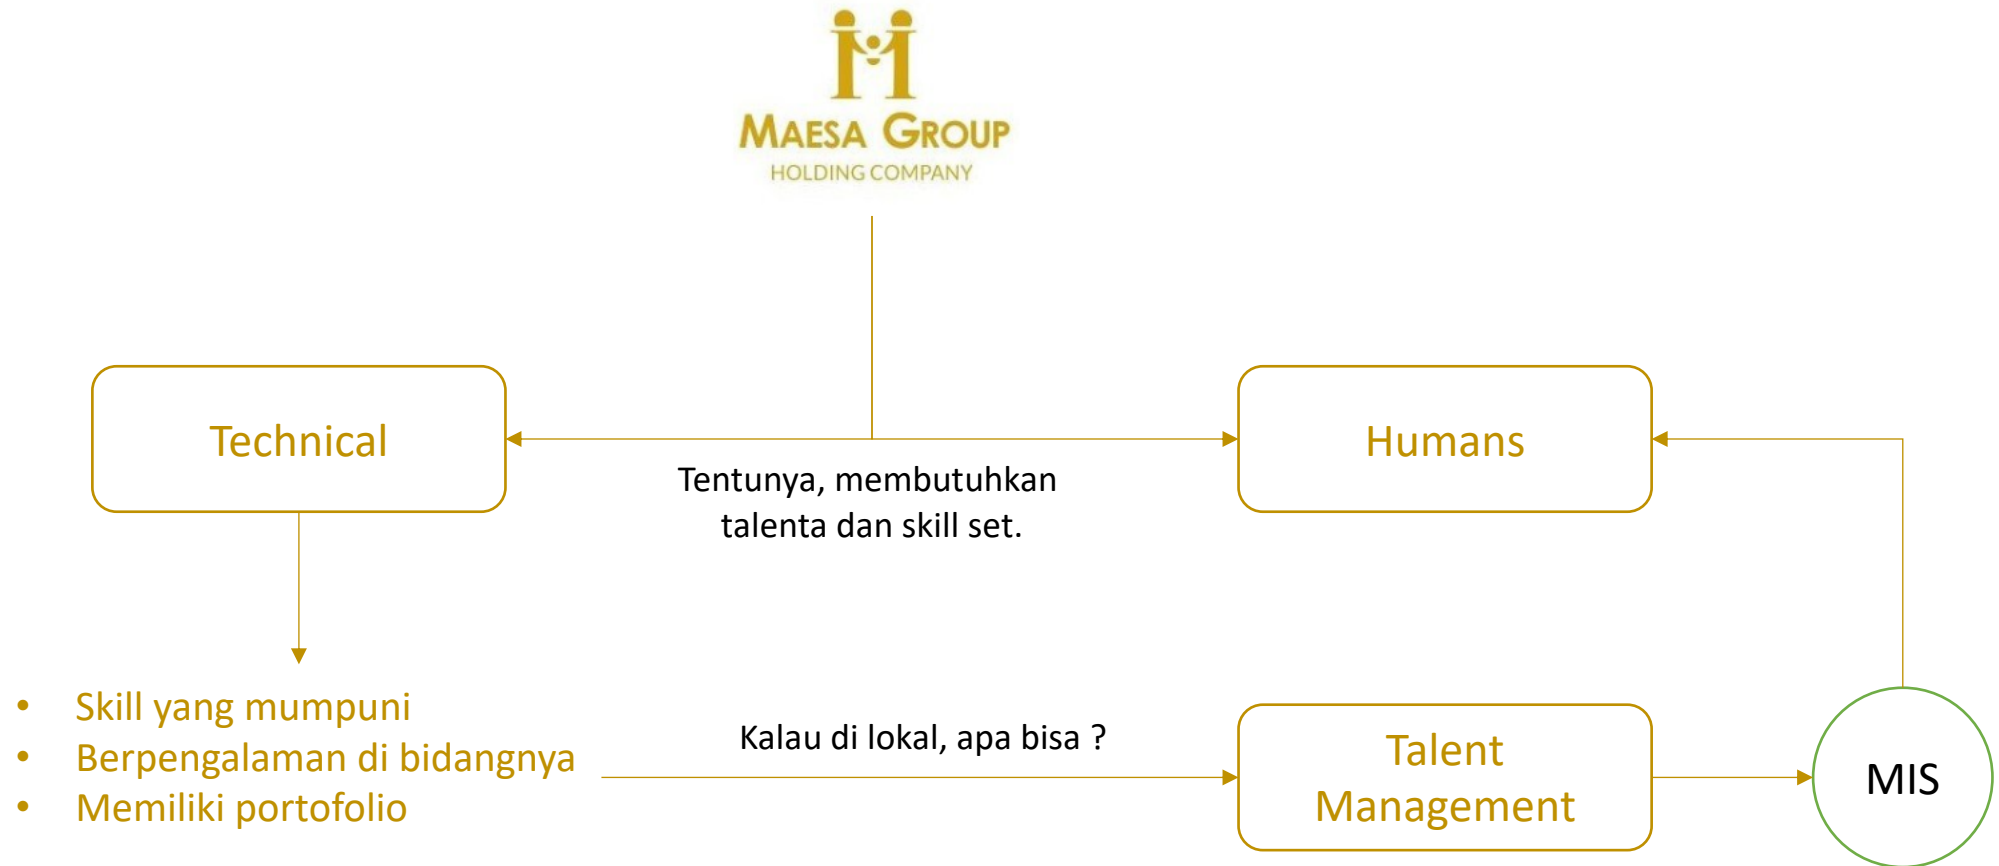 MAESA GROUP
HOLDING COMPANY
Technical
Humans
Tentunya, membutuhkan
talenta dan skill set.
• Skill yang mumpuni
• Berpengalaman di bidangnya
• Memiliki portofolio
Kalau di lokal, apa bisa ?
Talent
Management
MIS